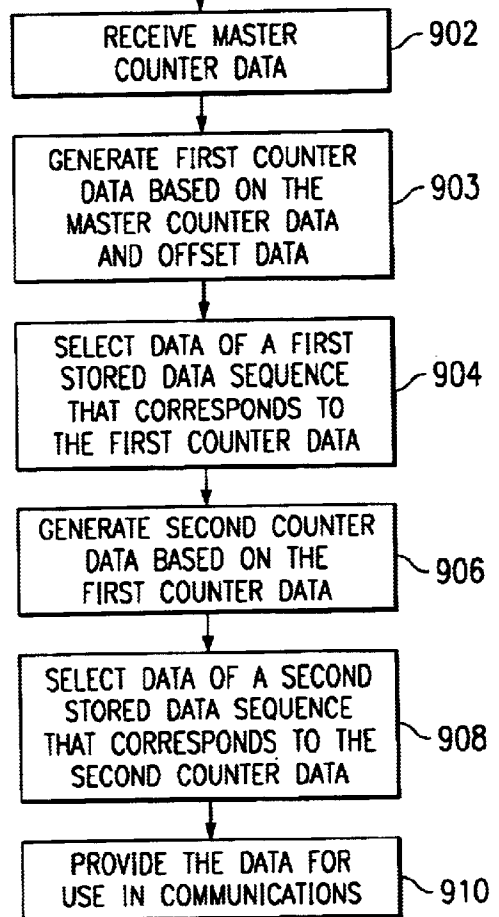 RECEIVE MASTER
COUNTER DATA
902
GENERATE FIRST COUNTER
DATA BASED ON THE
MASTER COUNTER DATA
AND OFFSET DATA
903
SELECT DATA OF A FIRST
STORED DATA SEQUENCE
THAT CORRESPONDS TO
THE FIRST COUNTER DATA
904
GENERATE SECOND COUNTER
DATA BASED ON THE
FIRST COUNTER DATA
906
SELECT DATA OF A SECOND
STORED DATA SEQUENCE
THAT CORRESPONDS TO THE
SECOND COUNTER DATA
908
PROVIDE THE DATA FOR
USE IN COMMUNICATIONS
910